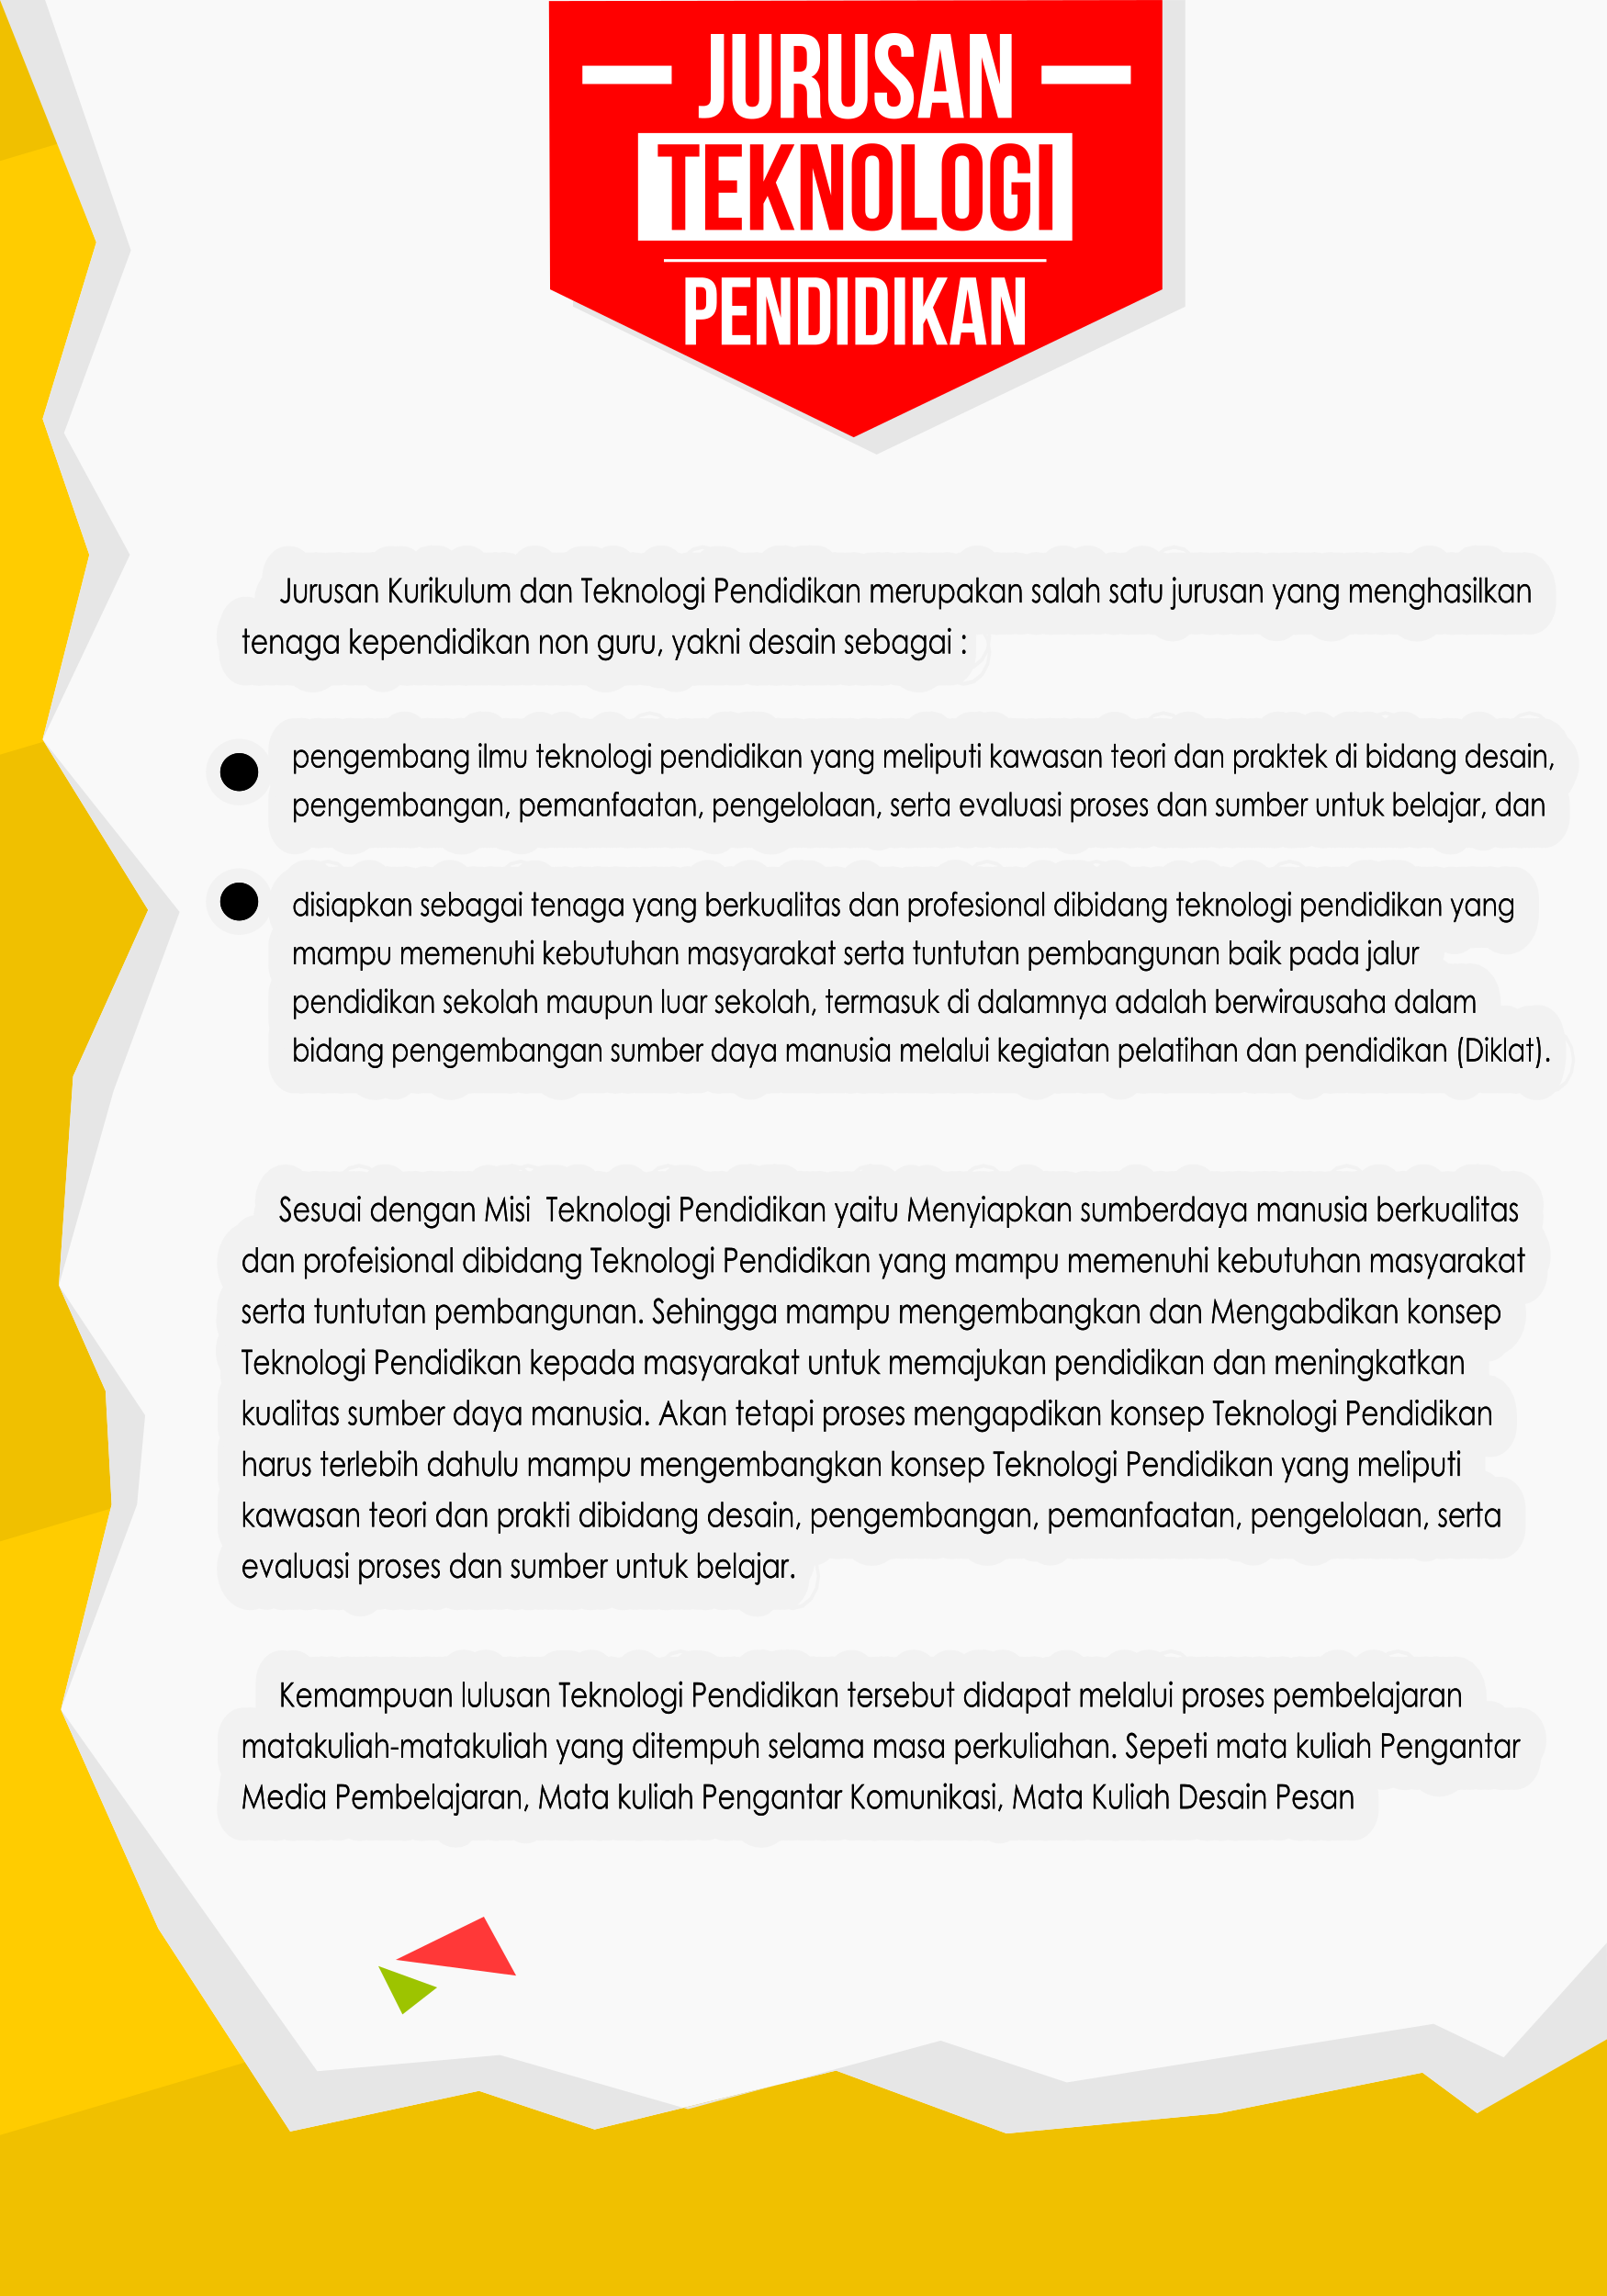 JURUSAN
TEKNOLOGI
PENDIDIKAN
Jurusan Kurikulum dan Teknologi Pendidikan merupakan salah satu jurusan yang menghasilkan
tenaga kependidikan non guru, yakni desain sebagai :
pengembang ilmu teknologi pendidikan yang meliputi kawasan teori dan praktek di bidang desain,
pengembangan, pemanfaatan, pengelolaan, serta evaluasi proses dan sumber untuk belajar, dan
disiapkan sebagai tenaga yang berkualitas dan profesional dibidang teknologi pendidikan yang
mampu memenuhi kebutuhan masyarakat serta tuntutan pembangunan baik pada jalur
pendidikan sekolah maupun luar sekolah, termasuk di dalamnya adalah berwirausaha dalam
bidang pengembangan sumber daya manusia melalui kegiatan pelatihan dan pendidikan (Diklat).
Sesuai dengan Misi  Teknologi Pendidikan yaitu Menyiapkan sumberdaya manusia berkualitas
dan profeisional dibidang Teknologi Pendidikan yang mampu memenuhi kebutuhan masyarakat
serta tuntutan pembangunan. Sehingga mampu mengembangkan dan Mengabdikan konsep
Teknologi Pendidikan kepada masyarakat untuk memajukan pendidikan dan meningkatkan
kualitas sumber daya manusia. Akan tetapi proses mengapdikan konsep Teknologi Pendidikan
harus terlebih dahulu mampu mengembangkan konsep Teknologi Pendidikan yang meliputi
kawasan teori dan prakti dibidang desain, pengembangan, pemanfaatan, pengelolaan, serta
evaluasi proses dan sumber untuk belajar.
Kemampuan lulusan Teknologi Pendidikan tersebut didapat melalui proses pembelajaran
matakuliah-matakuliah yang ditempuh selama masa perkuliahan. Sepeti mata kuliah Pengantar
Media Pembelajaran, Mata kuliah Pengantar Komunikasi, Mata Kuliah Desain Pesan